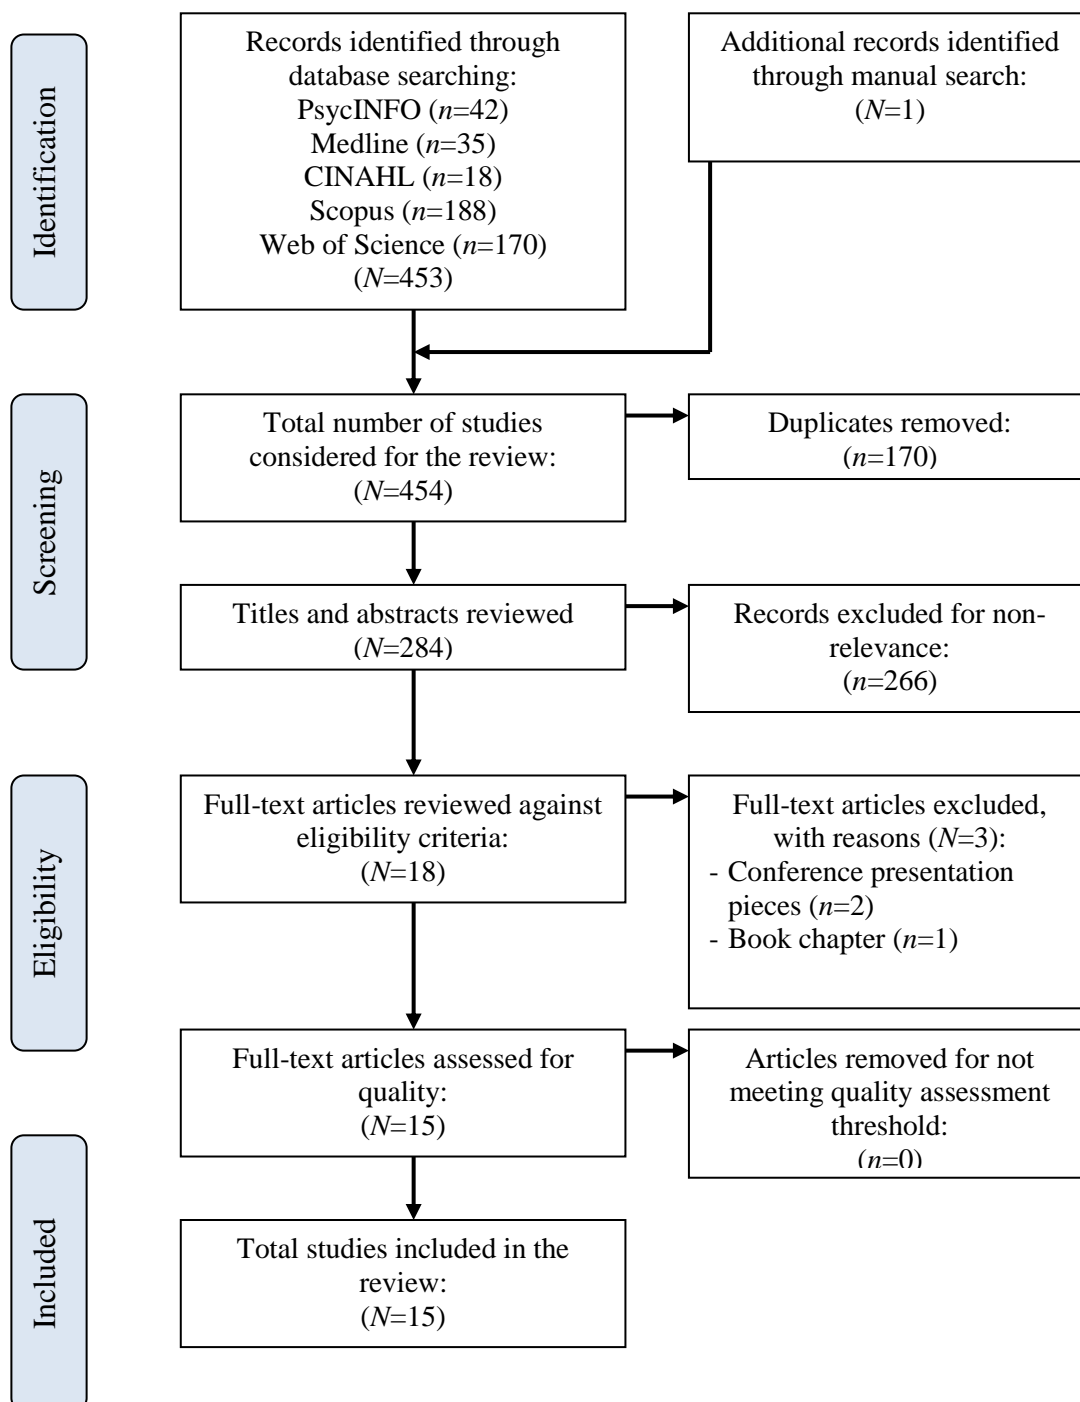 Identification
Records identified through
database searching:
PsycINFO (n=42)
Medline (n=35)
CINAHL (n=18)
Scopus (n=188)
Web of Science (n=170)
(N=453)
Additional records identified
through manual search:
(N=1)
Screening
Total number of studies
considered for the review:
(N=454)
Duplicates removed:
(n=170)
Titles and abstracts reviewed
(N=284)
Records excluded for non-
relevance:
(n=266)
Eligibility
Full-text articles reviewed against
eligibility criteria:
(N=18)
Full-text articles excluded,
with reasons (N=3):
- Conference presentation
pieces (n=2)
- Book chapter (n=1)
Full-text articles assessed for
quality:
(N=15)
Articles removed for not
meeting quality assessment
threshold:
(n=0)
Included
Total studies included in the
review:
(N=15)